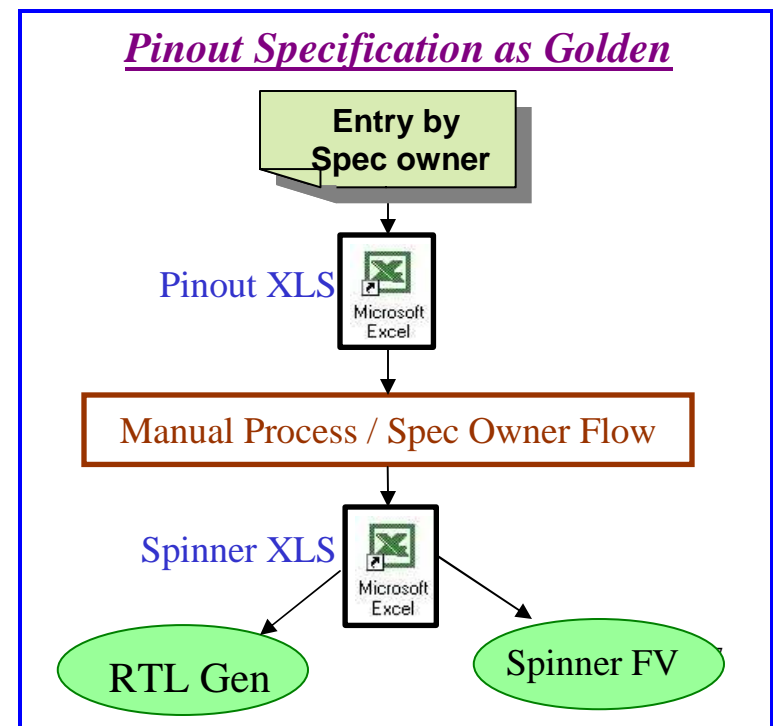 Pinout Specification as Golden
Entry by
Spec owner
Pinout XLS
Microsoft
Excel
Manual Process / Spec Owner Flow
Spinner XLS
Microsoft
Excel
RTL Gen
Spinner FV